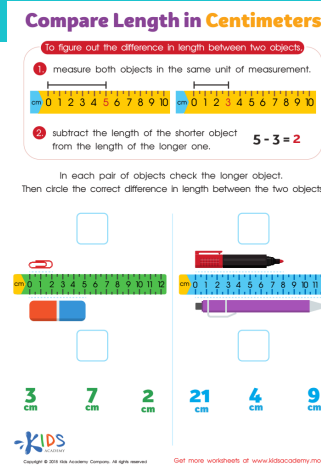 Compare Length in Centimeters
To figure out the difference in length between two objects,
1 measure both objects in the same unit of measurement.
cm 0 1 2 3 4 5 6 7 8 9 10 cm 0 1 2 3 4 5 6 7 8 9 10
2 subtract the length of the shorter object
from the length of the longer one.
5 - 3 = 2
In each pair of objects check the longer object.
Then circle the correct difference in length between the two objects
cm 0 1 2 3 4 5 6 7 8 9 10 11 12 cm 0 1 2 3 4 5 6 7 8 9 10 11
3 7 2 21 4 9
cm cm cm cm cm cm
KIDS
ACADEMY
Copyright © 2018 Kids Academy Company. All rights reserved
Get more worksheets at www.kidsacademy.mo